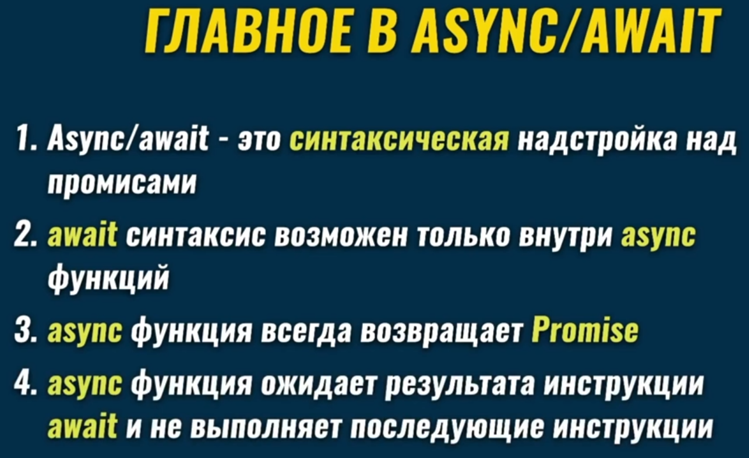 ГЛАВНОЕ В ASYNC/AWAIT
1. Async/await - это синтаксическая надстройка над
промисами
2. await синтаксис возможен только внутри async
функций
3. async функция всегда возвращает Promise
4. async функция ожидает результата инструкции
await и не выполняет последующие инструкции